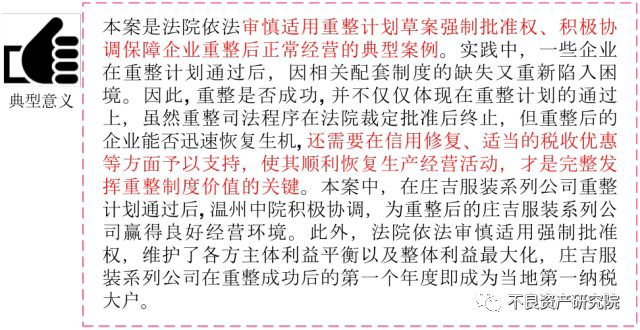 典型意义
本案是法院依法审慎适用重整计划草案强制批准权、积极协
调保障企业重整后正常经营的典型案例。实践中，一些企业
在重整计划通过后，因相关配套制度的缺失又重新陷入困
境。因此,重整是否成功,并不仅仅体现在重整计划的通过
上，虽然重整司法程序在法院裁定批准后终止，但重整后的
企业能否迅速恢复生机,还需要在信用修复、适当的税收优惠
等方面予以支持，使其顺利恢复生产经营活动，才是完整发
挥重整制度价值的关键。本案中，在庄吉服装系列公司重整
计划通过后,温州中院积极协调，为重整后的庄吉服装系列公
司赢得良好经营环境。此外，法院依法审慎适用强制批准
权，维护了各方主体利益平衡以及整体利益最大化，庄吉服
装系列公司在重整成功后的第一个年度即成为当地第一纳税
大户。
不良资产研究院